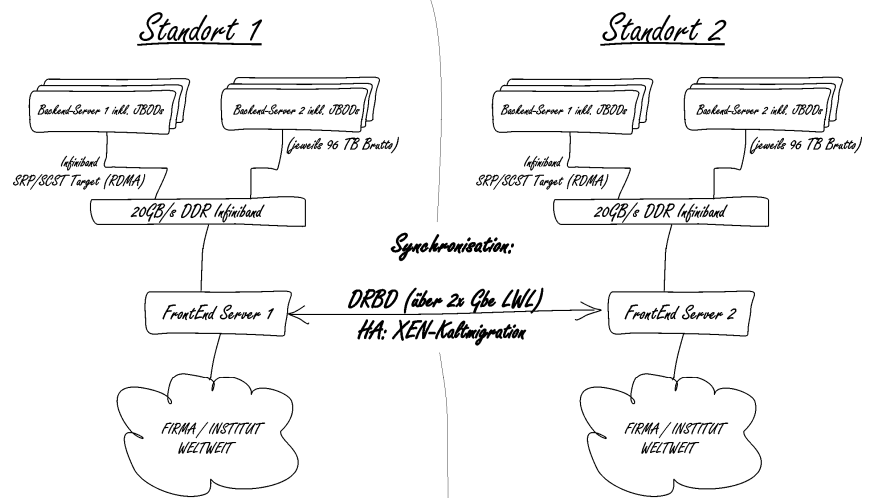 Standort 1
Backend-Server 1 inkl. JBODs
Backend-Server 2 inkl. JBODs
Infiniband
SRP/SCST Target (RDMA)
(jeweils 96 TB Brutto)
20GB/s DDR Infiniband
FrontEnd Server 1
FIRMA / INSTITUT
WELTWEIT
Synchronisation:
DRBD (über 2x Gbe LWL)
HA: XEN-Kaltmigration
Standort 2
Backend-Server 1 inkl. JBODs
Backend-Server 2 inkl. JBODs
Infiniband
SRP/SCST Target (RDMA)
(jeweils 96 TB Brutto)
20GB/s DDR Infiniband
FrontEnd Server 2
FIRMA / INSTITUT
WELTWEIT